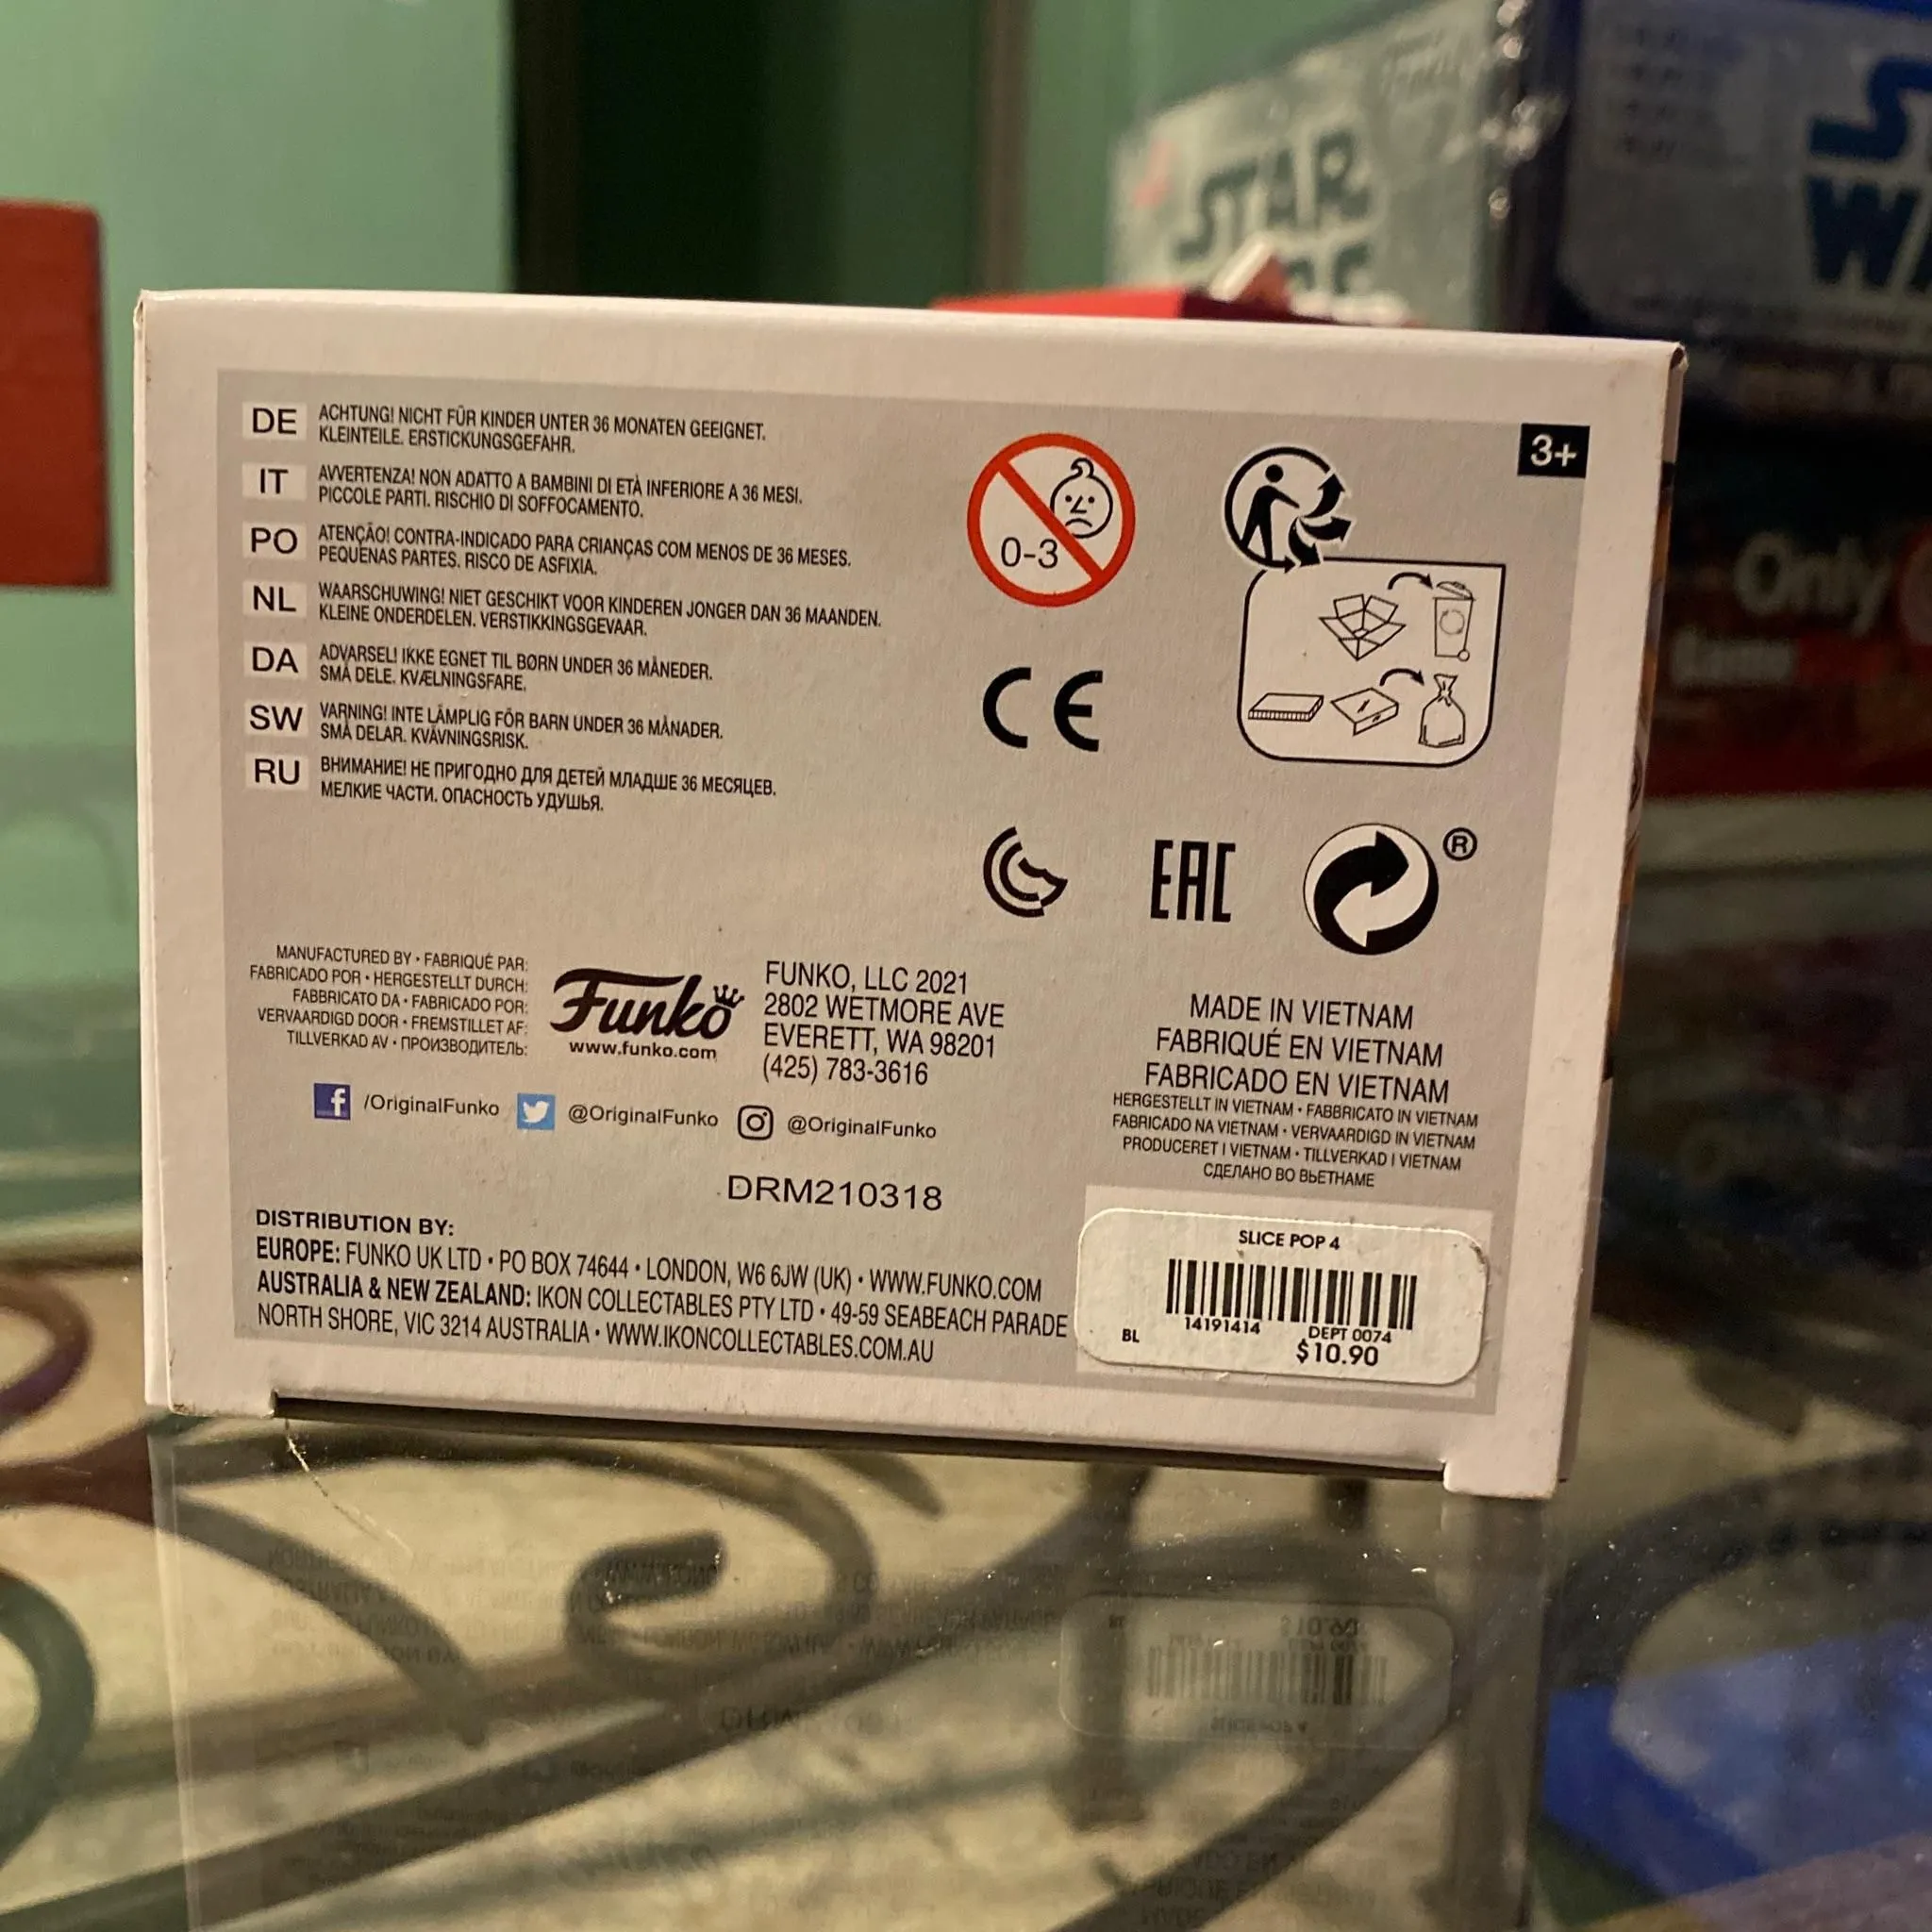 STAR
Only
3+
DE
ACHTUNG! NICHT FÜR KINDER UNTER 36 MONATEN GEEIGNET.
KLEINTEILE. ERSTICKUNGSGEFAHR.
IT
AVVERTENZA! NON ADATTO A BAMBINI DI ETÀ INFERIORE A 36 MESI.
PICCOLE PARTI. RISCHIO DI SOFFOCAMENTO.
PO
ATENÇÃO! CONTRA-INDICADO PARA CRIANÇAS COM MENOS DE 36 MESES.
PEQUENAS PARTES. RISCO DE ASFIXIA.
NL
WAARSCHUWING! NIET GESCHIKT VOOR KINDEREN JONGER DAN 36 MAANDEN.
KLEINE ONDERDELEN. VERSTIKKINGSGEVAAR.
DA
ADVARSEL! IKKE EGNET TIL BØRN UNDER 36 MÅNEDER.
SMÅ DELE. KVÆLNINGSFARE.
SW
VARNING! INTE LÄMPLIG FÖR BARN UNDER 36 MÅNADER.
SMÅ DELAR. KVÄVNINGSRISK.
RU
ВНИМАНИЕ! НЕ ПРИГОДНО ДЛЯ ДЕТЕЙ МЛАДШЕ 36 МЕСЯЦЕВ.
МЕЛКИЕ ЧАСТИ. ОПАСНОСТЬ УДУШЬЯ.
0-3
CE
EAC
®
MANUFACTURED BY • FABRIQUÉ PAR:
FABRICADO POR • HERGESTELLT DURCH:
FABBRICATO DA • FABRICADO POR:
VERVAARDIGD DOOR • FREMSTILLET AF:
TILLVERKAD AV • ПРОИЗВОДИТЕЛЬ:
Funko
www.funko.com
FUNKO, LLC 2021
2802 WETMORE AVE
EVERETT, WA 98201
(425) 783-3616
/OriginalFunko @OriginalFunko @OriginalFunko
DRM210318
MADE IN VIETNAM
FABRIQUÉ EN VIETNAM
FABRICADO EN VIETNAM
HERGESTELLT IN VIETNAM • FABBRICATO IN VIETNAM
FABRICADO NA VIETNAM • VERVAARDIGD IN VIETNAM
PRODUCERET I VIETNAM • TILLVERKAD I VIETNAM
СДЕЛАНО ВО ВЬЕТНАМЕ
DISTRIBUTION BY:
EUROPE: FUNKO UK LTD • PO BOX 74644 • LONDON, W6 6JW (UK) • WWW.FUNKO.COM
AUSTRALIA & NEW ZEALAND: IKON COLLECTABLES PTY LTD • 49-59 SEABEACH PARADE
NORTH SHORE, VIC 3214 AUSTRALIA • WWW.IKONCOLLECTABLES.COM.AU
SLICE POP 4
14191414 DEPT 0074
BL $10.90